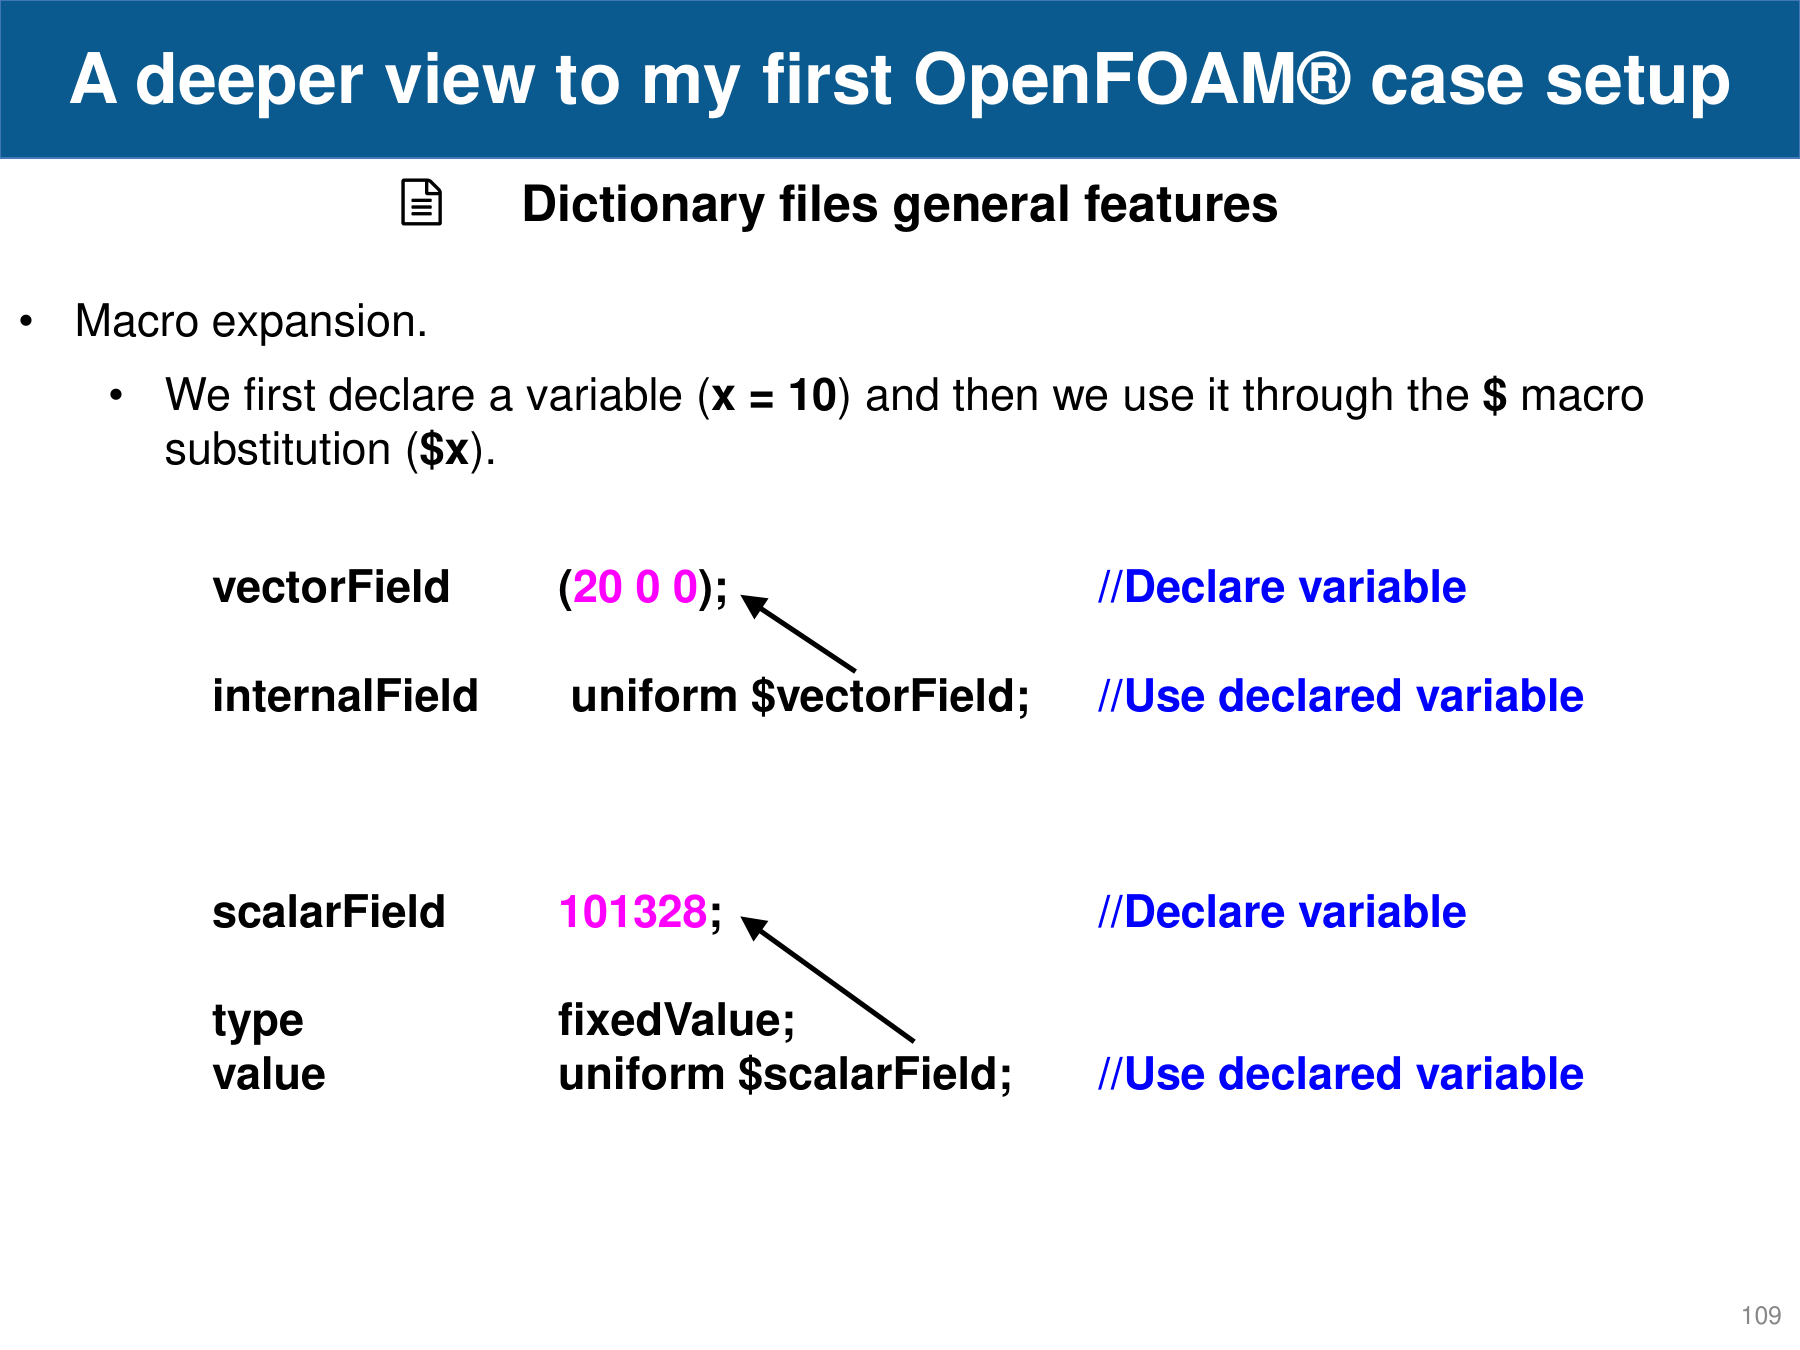 A deeper view to my first OpenFOAM® case setup
Dictionary files general features
• Macro expansion.
• We first declare a variable (x = 10) and then we use it through the $ macro
substitution ($x).
vectorField (20 0 0); //Declare variable
internalField uniform $vectorField; //Use declared variable
scalarField 101328; //Declare variable
type fixedValue;
value uniform $scalarField; //Use declared variable
109